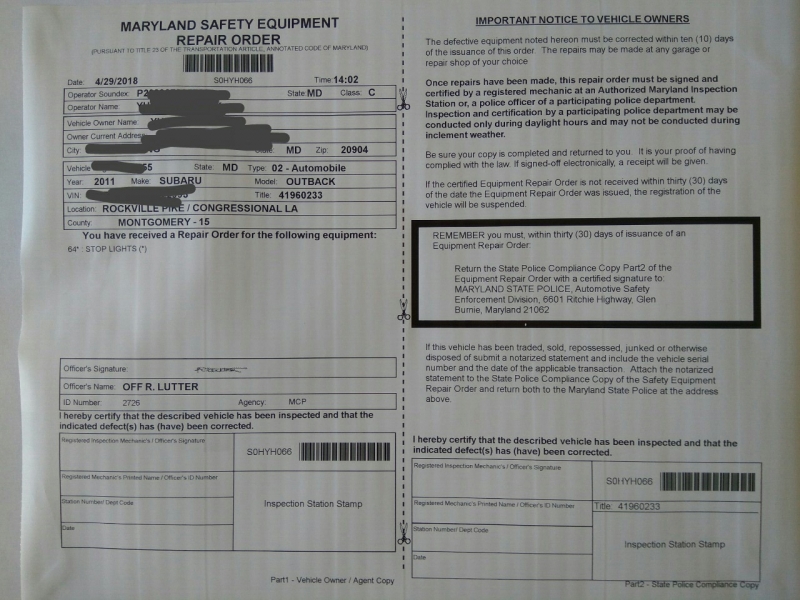 MARYLAND SAFETY EQUIPMENT
REPAIR ORDER
(PURSUANT TO TITLE 23 OF THE TRANSPORTATION ARTICLE, ANNOTATED CODE OF MARYLAND)
Date: 4/29/2018 S0HYH066 Time: 14:02
Operator Soundex: P2 State: MD Class: C
Operator Name:
Vehicle Owner Name:
Owner Current Address
City: MD Zip: 20904
Vehicle 55 State: MD Type: 02 - Automobile
Year: 2011 Make: SUBARU Model: OUTBACK
VIN: Title: 41960233
Location: ROCKVILLE PIKE / CONGRESSIONAL LA
County: MONTGOMERY - 15
You have received a Repair Order for the following equipment:
64* : STOP LIGHTS (*)
Officer's Signature:
Officer's Name: OFF R. LUTTER
ID Number: 2726 Agency: MCP
I hereby certify that the described vehicle has been inspected and that the
indicated defect(s) has (have) been corrected.
Registered Inspection Mechanic's / Officer's Signature
S0HYH066
Registered Mechanic's Printed Name / Officer's ID Number
Station Number/ Dept Code
Inspection Station Stamp
Date
Part1 - Vehicle Owner / Agent Copy
IMPORTANT NOTICE TO VEHICLE OWNERS
The defective equipment noted hereon must be corrected within ten (10) days
of the issuance of this order. The repairs may be made at any garage or
repair shop of your choice
Once repairs have been made, this repair order must be signed and
certified by a registered mechanic at an Authorized Maryland Inspection
Station or, a police officer of a participating police department.
Inspection and certification by a participating police department may be
conducted only during daylight hours and may not be conducted during
inclement weather.
Be sure your copy is completed and returned to you. It is your proof of having
complied with the law. If signed-off electronically, a receipt will be given.
If the certified Equipment Repair Order is not received within thirty (30) days
of the date the Equipment Repair Order was issued, the registration of the
vehicle will be suspended.
REMEMBER you must, within thirty (30) days of issuance of an
Equipment Repair Order:
Return the State Police Compliance Copy Part2 of the
Equipment Repair Order with a certified signature to:
MARYLAND STATE POLICE, Automotive Safety
Enforcement Division, 6601 Ritchie Highway, Glen
Burnie, Maryland 21062
If this vehicle has been traded, sold, repossessed, junked or otherwise
disposed of submit a notarized statement and include the vehicle serial
number and the date of the applicable transaction. Attach the notarized
statement to the State Police Compliance Copy of the Safety Equipment
Repair Order and return both to the Maryland State Police at the address
above.
I hereby certify that the described vehicle has been inspected and that the
indicated defect(s) has (have) been corrected.
Registered Inspection Mechanic's / Officer's Signature
S0HYH066
Registered Mechanic's Printed Name / Officer's ID Number
Title: 41960233
Station Number/ Dept Code
Inspection Station Stamp
Date
Part2 - State Police Compliance Copy